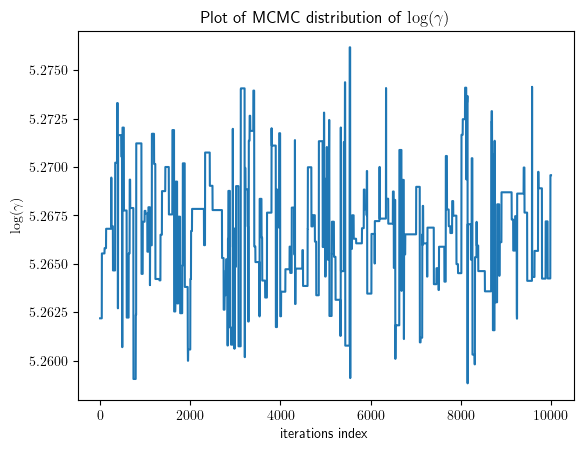 Plot of MCMC distribution of log(γ)
5.2750
5.2725
5.2700
5.2675
5.2650
5.2625
5.2600
log(γ)
0 2000 4000 6000 8000 10000
iterations index